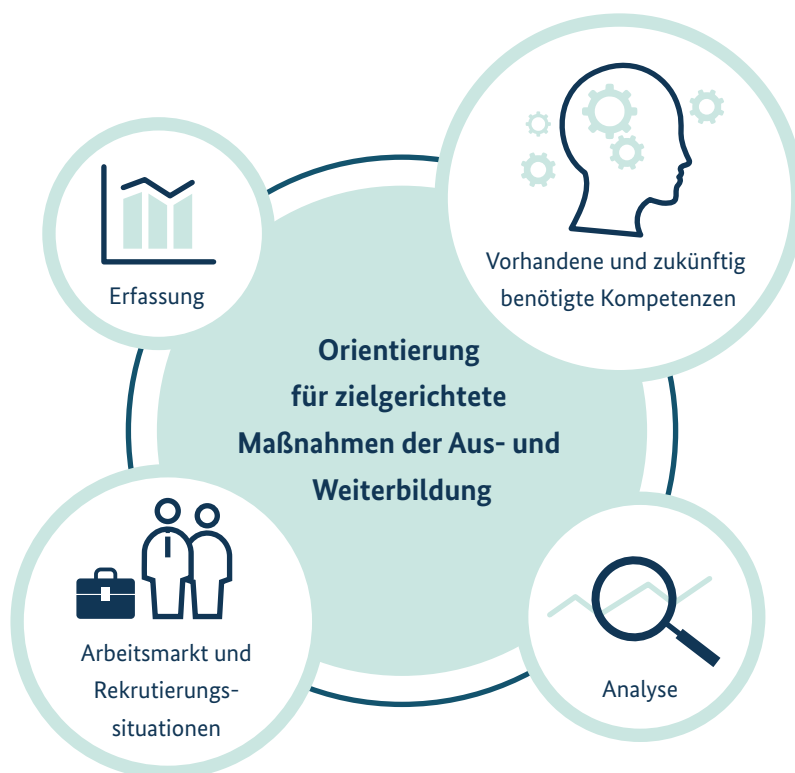 Erfassung
Vorhandene und zukünftig
benötigte Kompetenzen
Orientierung
für zielgerichtete
Maßnahmen der Aus- und
Weiterbildung
Arbeitsmarkt und
Rekrutierungs-
situationen
Analyse